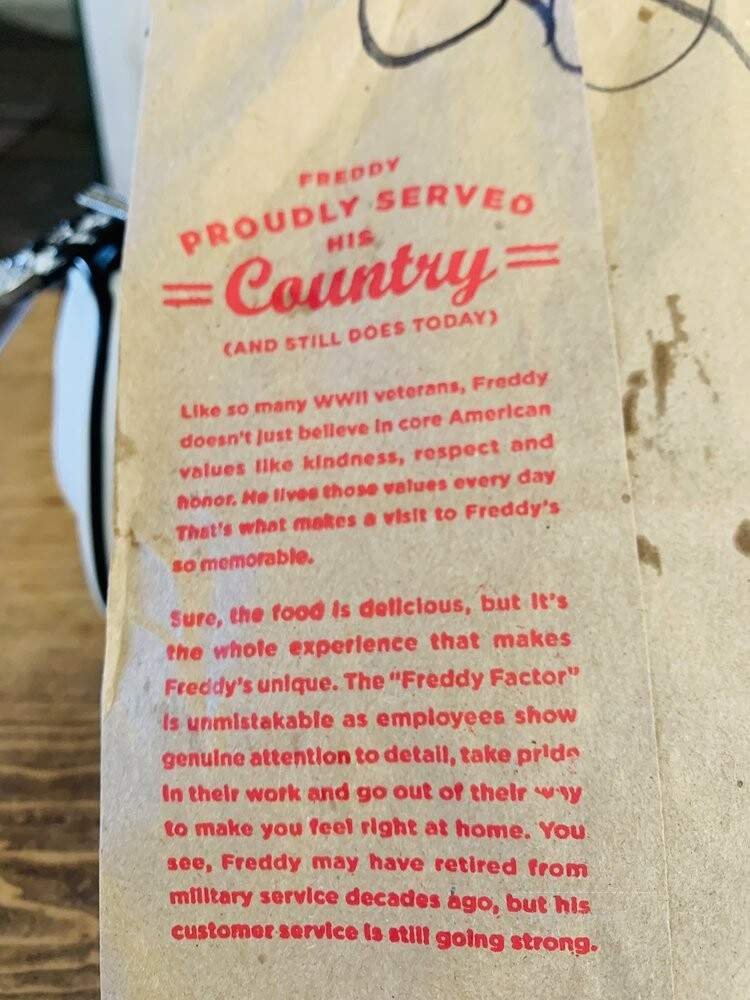 FREDDY
PROUDLY SERVED
HIS
Country
(AND STILL DOES TODAY)
Like so many WWII veterans, Freddy
doesn't just believe in core American
values like kindness, respect and
honor. He lives those values every day
That's what makes a visit to Freddy's
so memorable.
Sure, the food is delicious, but it's
the whole experience that makes
Freddy's unique. The "Freddy Factor"
is unmistakable as employees show
genuine attention to detail, take pride
in their work and go out of their way
to make you feel right at home. You
see, Freddy may have retired from
military service decades ago, but his
customer service is still going strong.